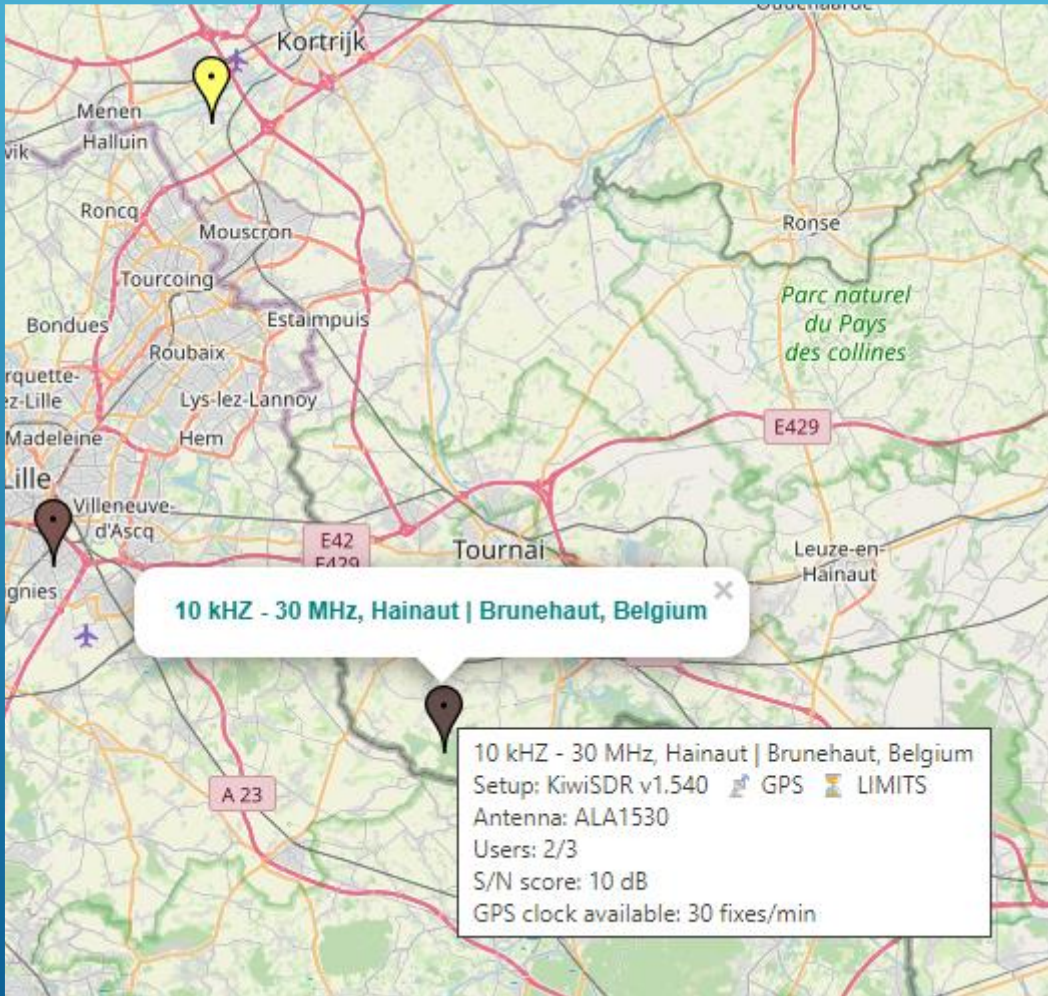 Kortrijk
Menen
Halluin
Roncq
Mouscron
Ronse
Tourcoing
Parc naturel
du Pays
des collines
Estaimpuis
Bondues
Roubaix
Lys-lez-Lannoy
E429
Madeleine
Hem
Lille
Villeneuve-
d'Ascq
E42
E429
Tournai
Leuze-en-
Hainaut
10 kHZ - 30 MHz, Hainaut | Brunehaut, Belgium
×
10 kHZ - 30 MHz, Hainaut | Brunehaut, Belgium
Setup: KiwiSDR v1.540 GPS LIMITS
Antenna: ALA1530
Users: 2/3
S/N score: 10 dB
GPS clock available: 30 fixes/min
A 23